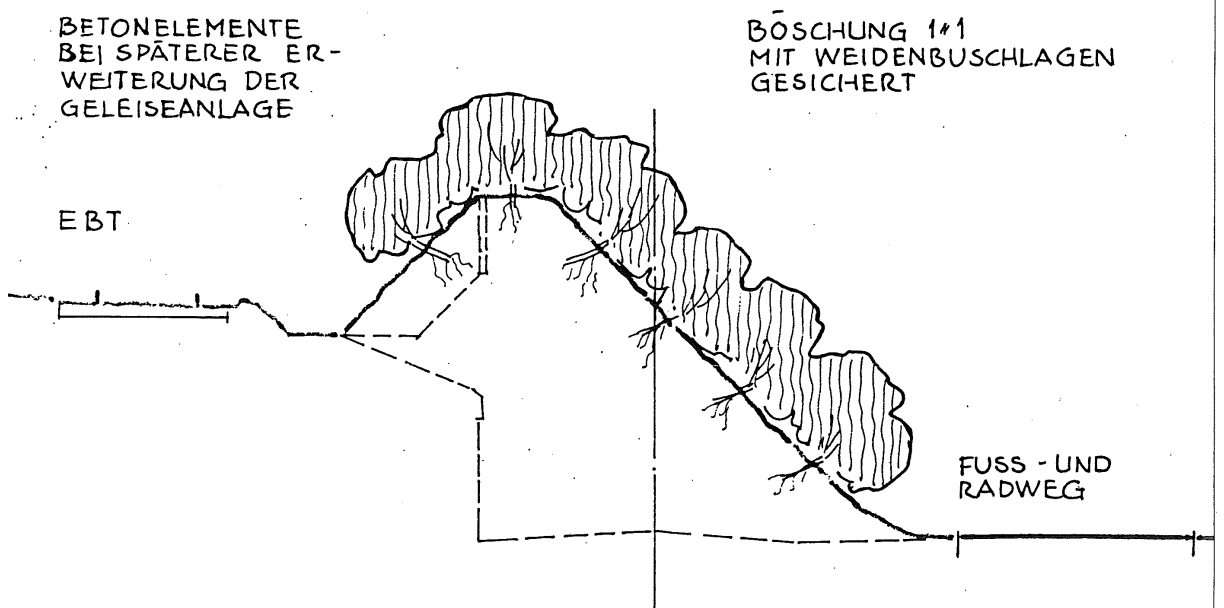 BETONELEMENTE
BEI SPÄTERER ER-
WEITERUNG DER
GELEISEANLAGE
BÖSCHUNG 1:1
MIT WEIDENBUSCHLAGEN
GESICHERT
EBT
FUSS - UND
RADWEG